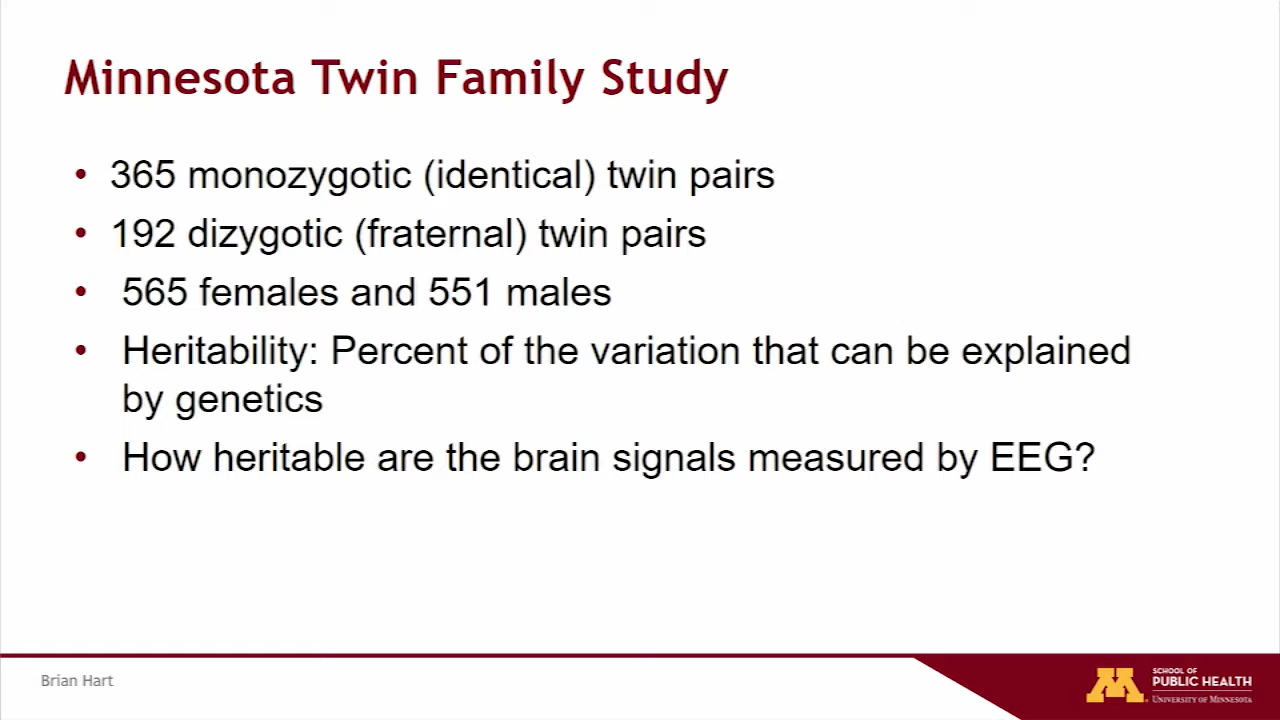 Minnesota Twin Family Study
• 365 monozygotic (identical) twin pairs
• 192 dizygotic (fraternal) twin pairs
• 565 females and 551 males
• Heritability: Percent of the variation that can be explained
by genetics
• How heritable are the brain signals measured by EEG?
Brian Hart
M
SCHOOL OF
PUBLIC HEALTH
UNIVERSITY OF MINNESOTA